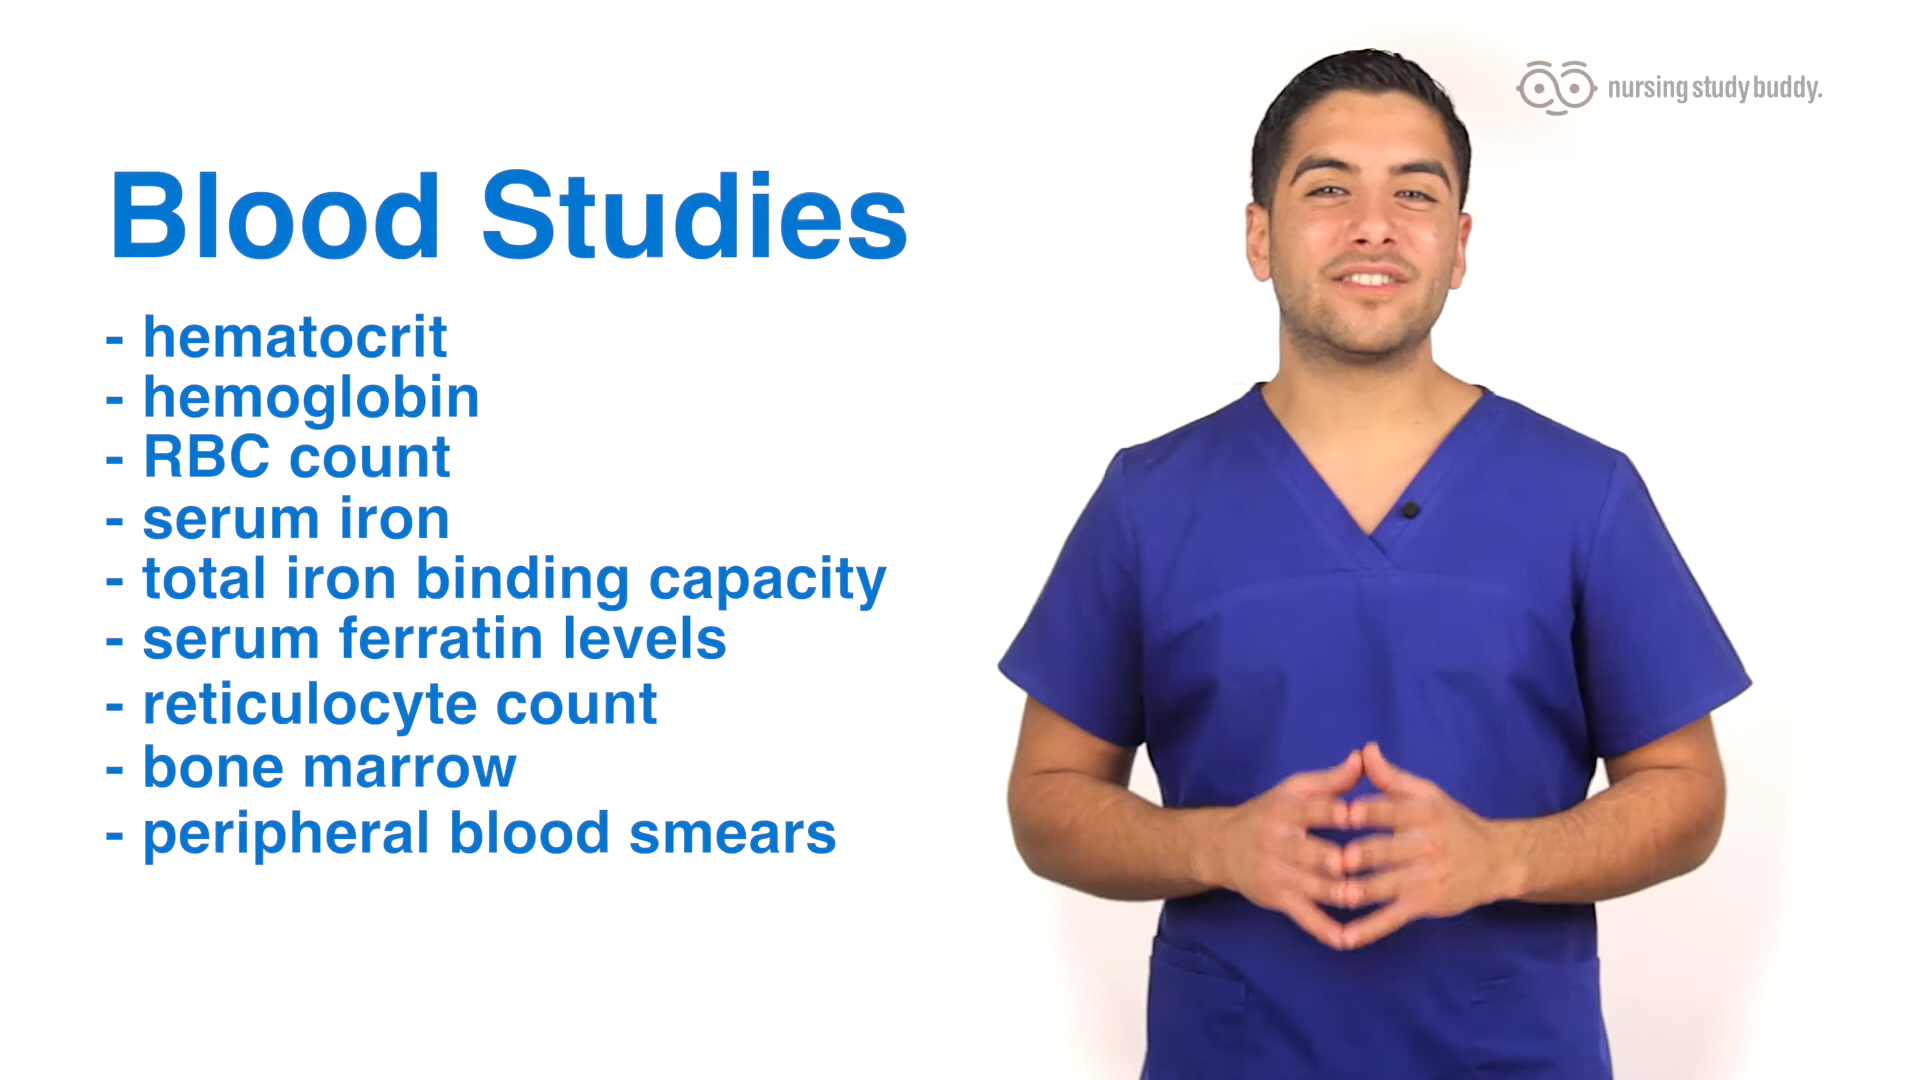 nursing study buddy.
Blood Studies
- hematocrit
- hemoglobin
- RBC count
- serum iron
- total iron binding capacity
- serum ferratin levels
- reticulocyte count
- bone marrow
- peripheral blood smears